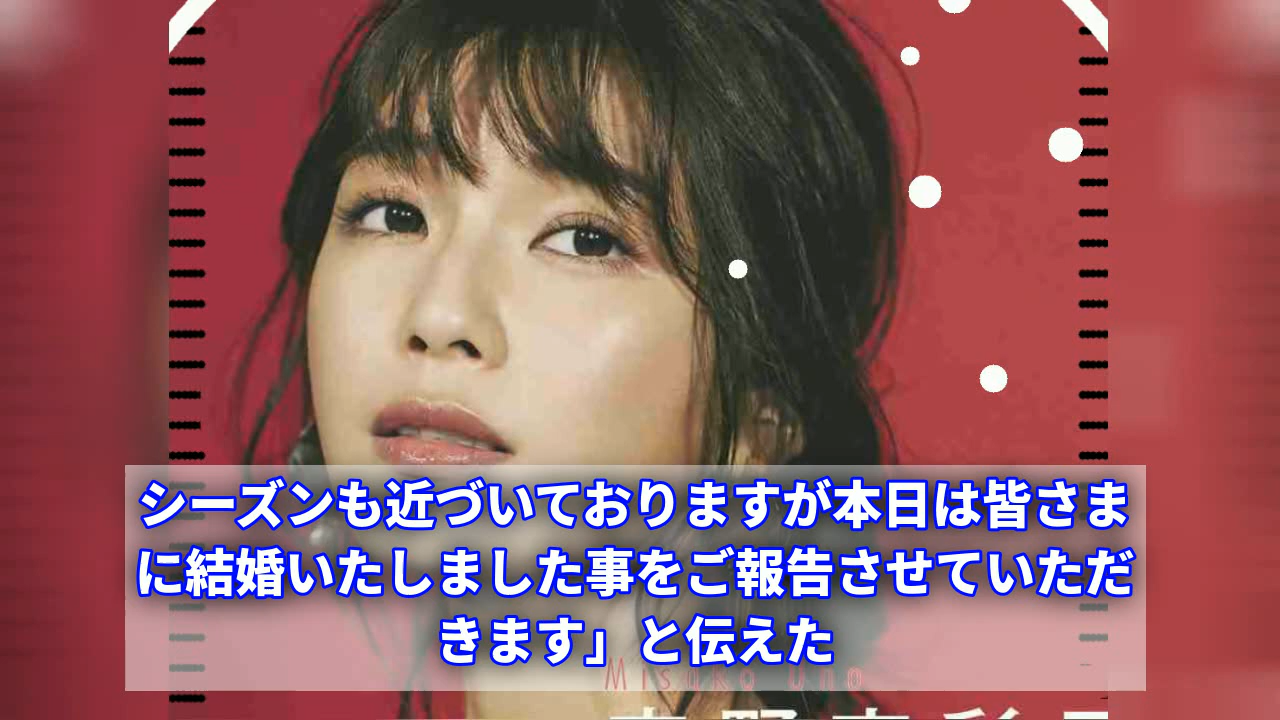 シーズンも近づいておりますが本日は皆さま
に結婚いたしました事をご報告させていただ
きます」と伝えた
Misako Uno